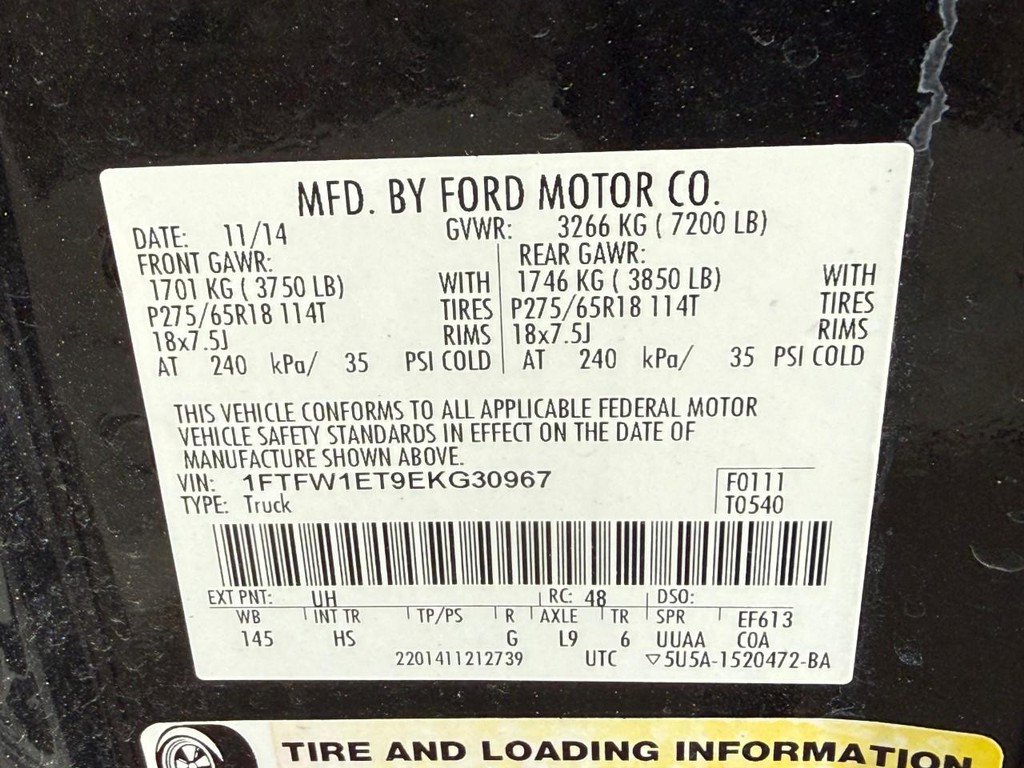 MFD. BY FORD MOTOR CO.
DATE: 11/14 GVWR: 3266 KG ( 7200 LB)
FRONT GAWR: REAR GAWR:
1701 KG ( 3750 LB) WITH 1746 KG ( 3850 LB) WITH
P275/65R18 114T TIRES P275/65R18 114T TIRES
18x7.5J RIMS 18x7.5J RIMS
AT 240 kPa/ 35 PSI COLD AT 240 kPa/ 35 PSI COLD
THIS VEHICLE CONFORMS TO ALL APPLICABLE FEDERAL MOTOR
VEHICLE SAFETY STANDARDS IN EFFECT ON THE DATE OF
MANUFACTURE SHOWN ABOVE.
VIN: 1FTFW1ET9EKG30967 F0111
TYPE: Truck T0540
EXT PNT: UH RC: 48 DSO:
WB INT TR TP/PS R AXLE TR SPR EF613
145 HS G L9 6 UUAA COA
2201411212739 UTC ▽5U5A-1520472-BA
TIRE AND LOADING INFORMATION